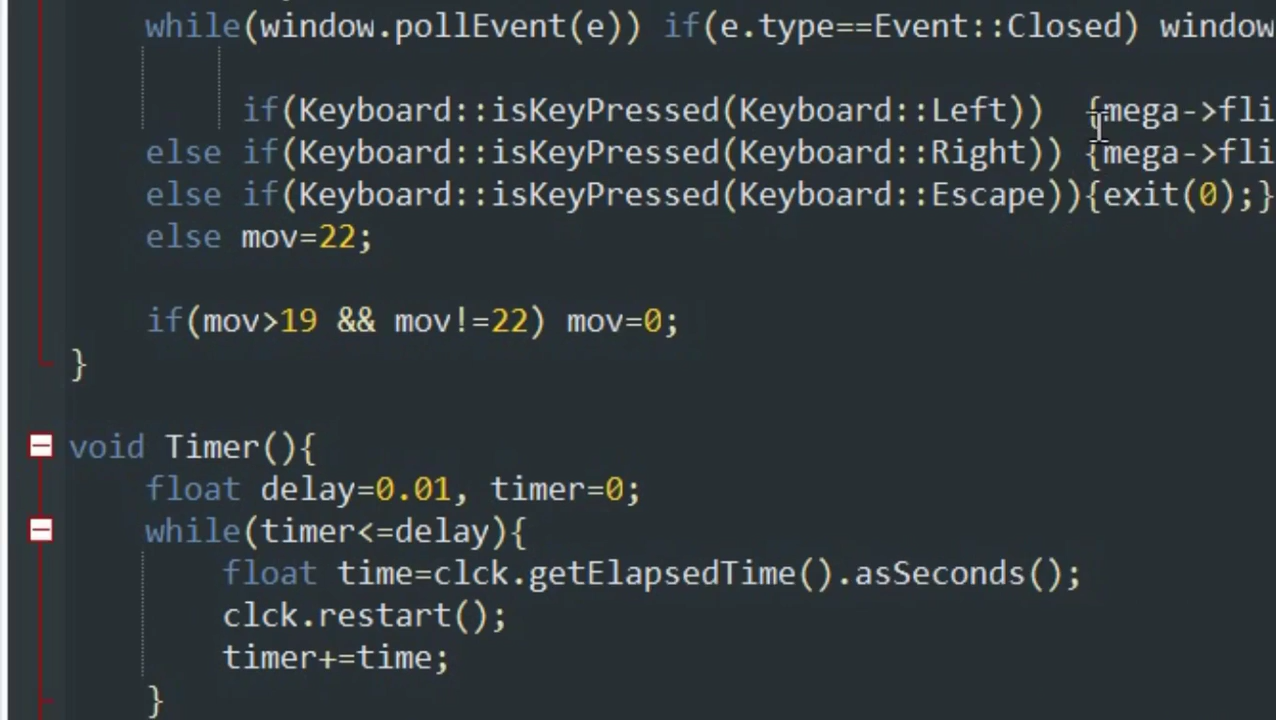 while(window.pollEvent(e)) if(e.type==Event::Closed) window
if(Keyboard::isKeyPressed(Keyboard::Left))  {mega->fli
else if(Keyboard::isKeyPressed(Keyboard::Right)) {mega->fli
else if(Keyboard::isKeyPressed(Keyboard::Escape)){exit(0);}
else mov=22;
if(mov>19 && mov!=22) mov=0;
}
void Timer(){
float delay=0.01, timer=0;
while(timer<=delay){
float time=clck.getElapsedTime().asSeconds();
clck.restart();
timer+=time;
}